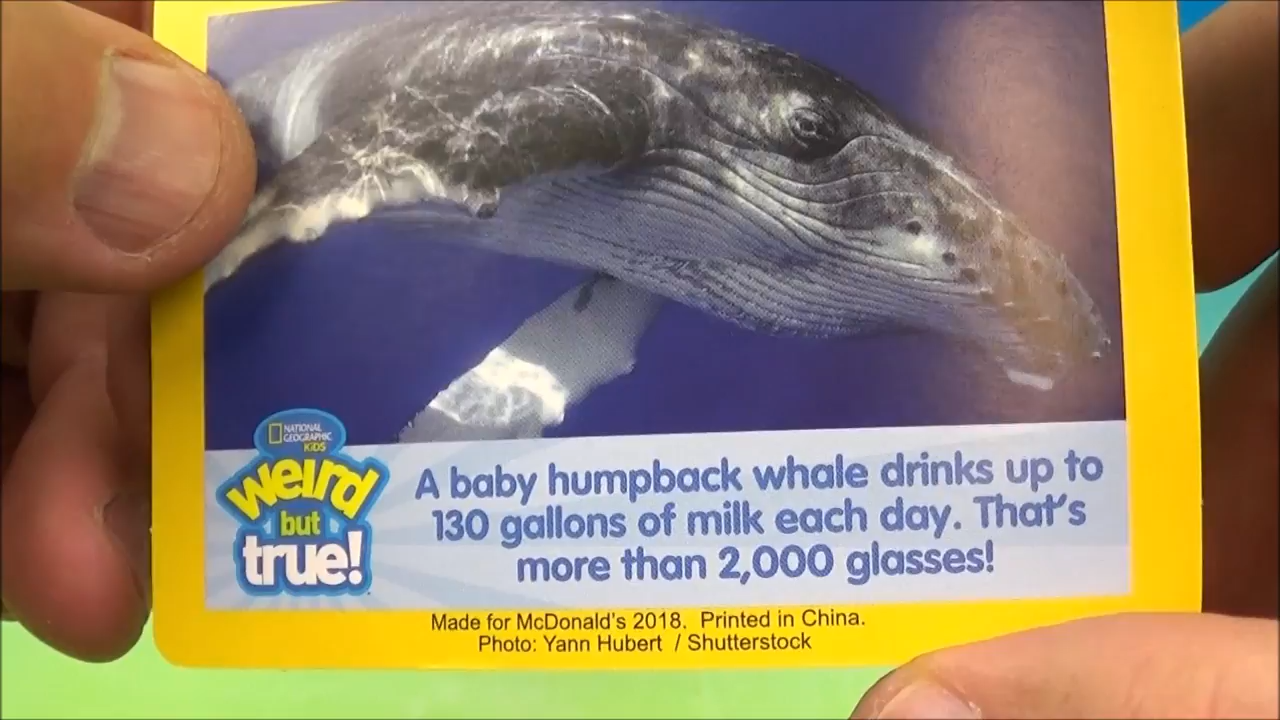 NATIONAL
GEOGRAPHIC
KiDS
weird
but
true!
A baby humpback whale drinks up to
130 gallons of milk each day. That's
more than 2,000 glasses!
Made for McDonald's 2018. Printed in China.
Photo: Yann Hubert / Shutterstock